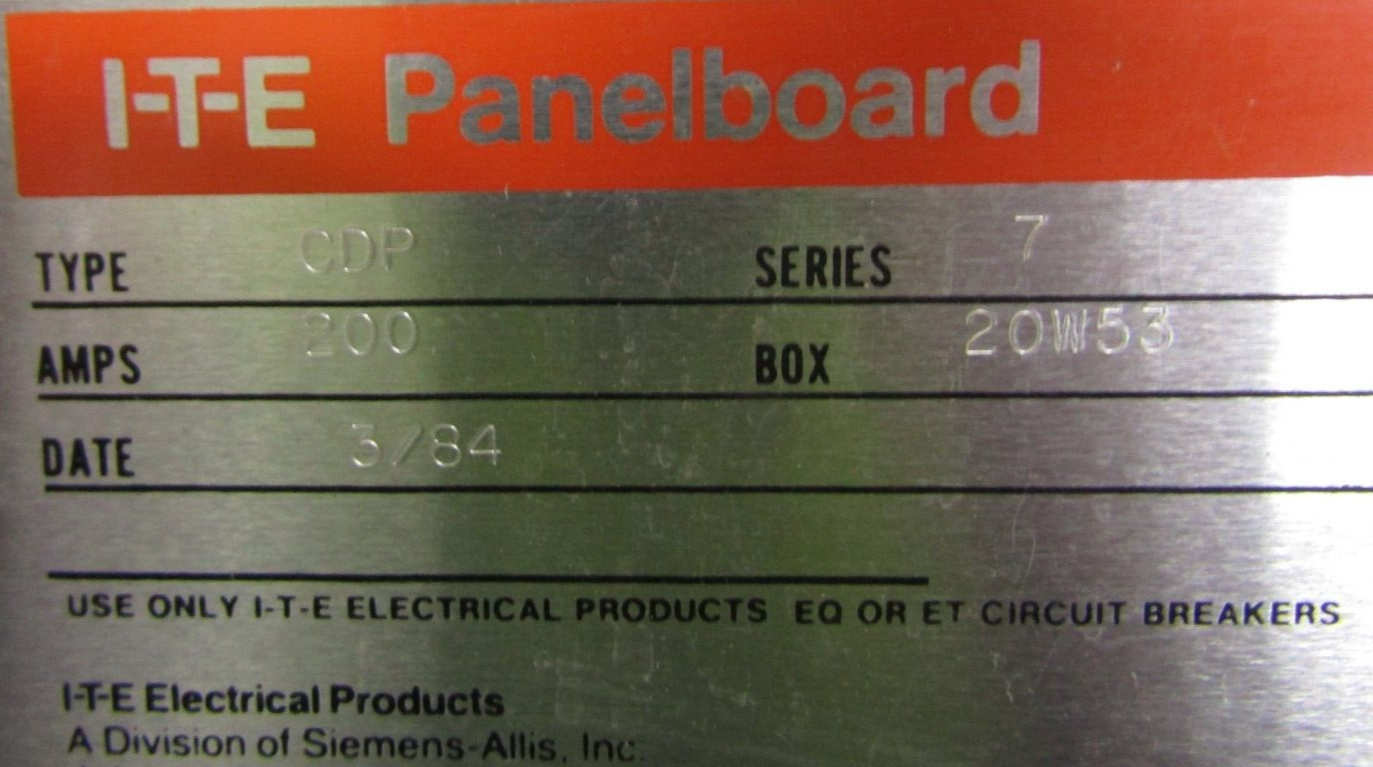 I-T-E Panelboard
TYPE CDP SERIES 7
AMPS 200 BOX 20W53
DATE 3/84
USE ONLY I-T-E ELECTRICAL PRODUCTS EQ OR ET CIRCUIT BREAKERS
I-T-E Electrical Products
A Division of Siemens-Allis, Inc.